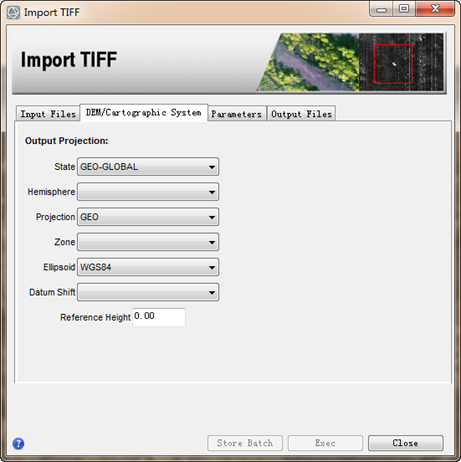 Import TIFF
Import TIFF
Input Files DEM/Cartographic System Parameters Output Files
Output Projection:
State GEO-GLOBAL
Hemisphere
Projection GEO
Zone
Ellipsoid WGS84
Datum Shift
Reference Height 0.00
? Store Batch Exec Close